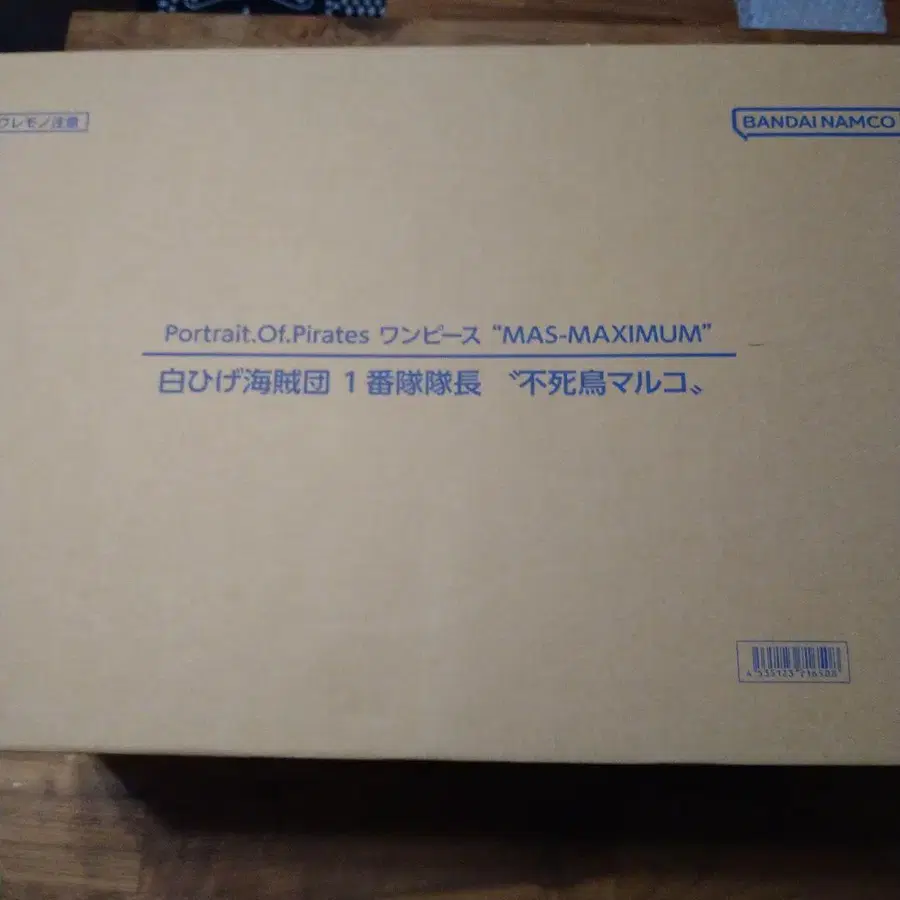 ワレモノ注意
BANDAI NAMCO
Portrait.Of.Pirates ワンピース “MAS-MAXIMUM”
白ひげ海賊団 1番隊隊長 〝不死鳥マルコ〟